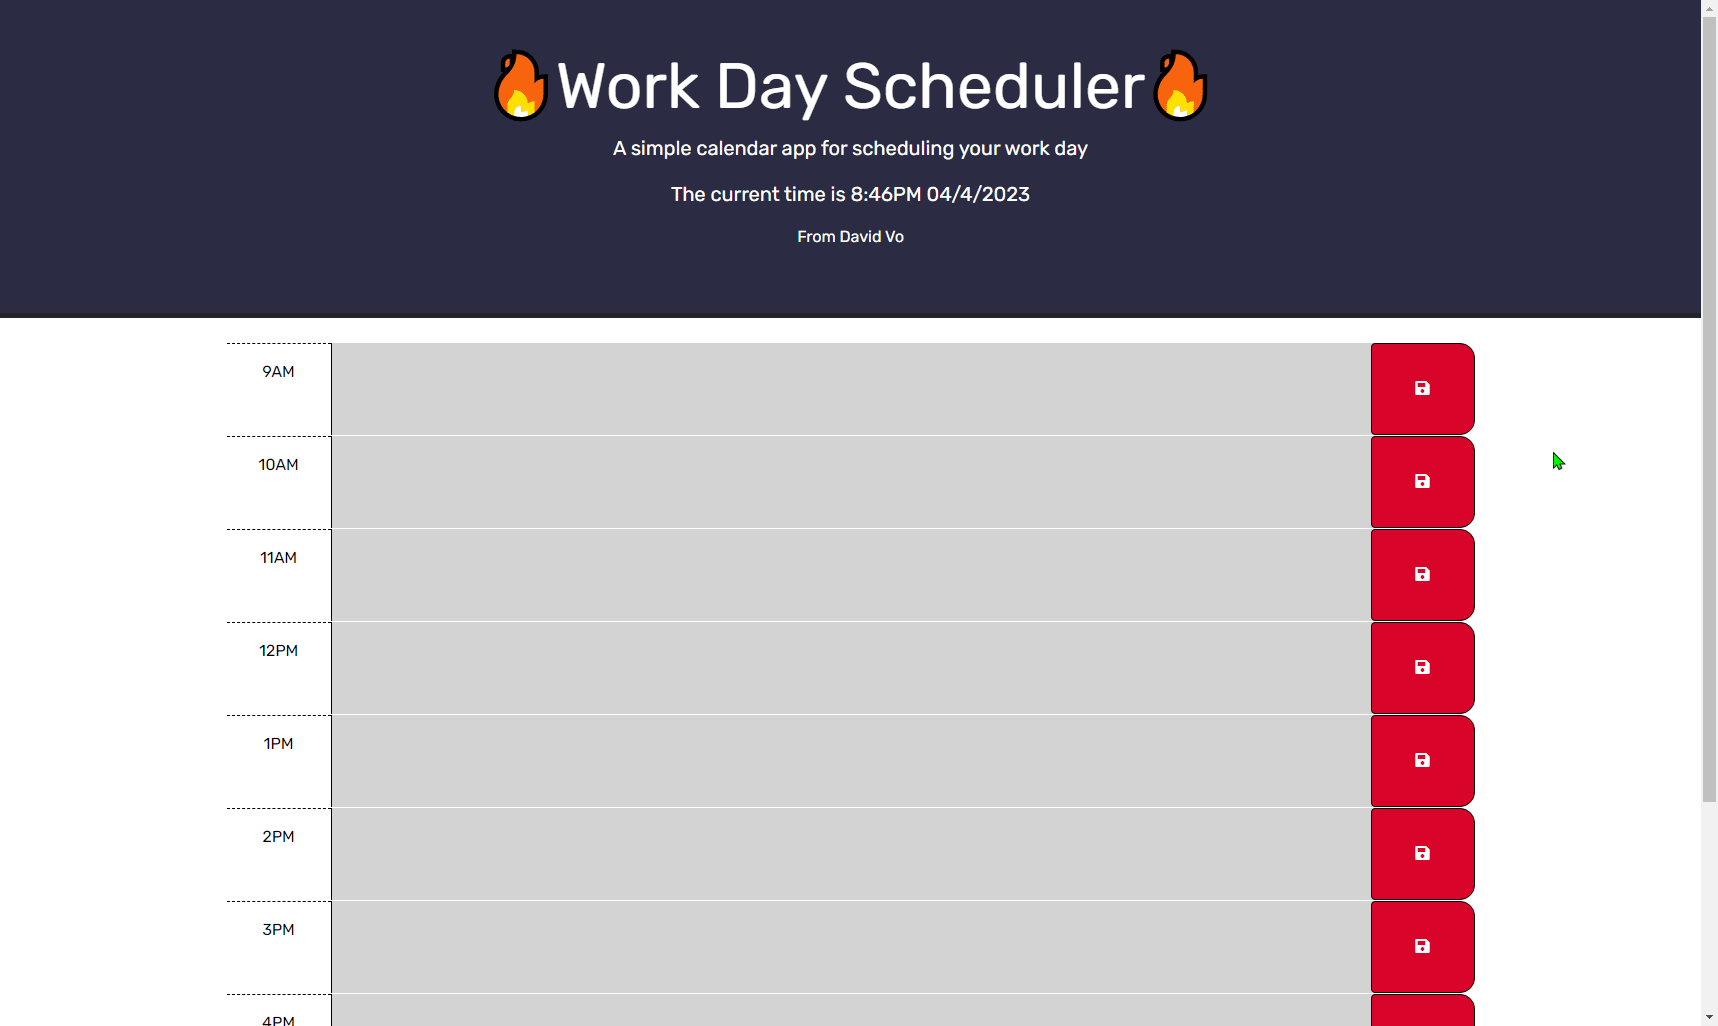 🔥Work Day Scheduler🔥
A simple calendar app for scheduling your work day
The current time is 8:46PM 04/4/2023
From David Vo
9AM
10AM
11AM
12PM
1PM
2PM
3PM
4PM